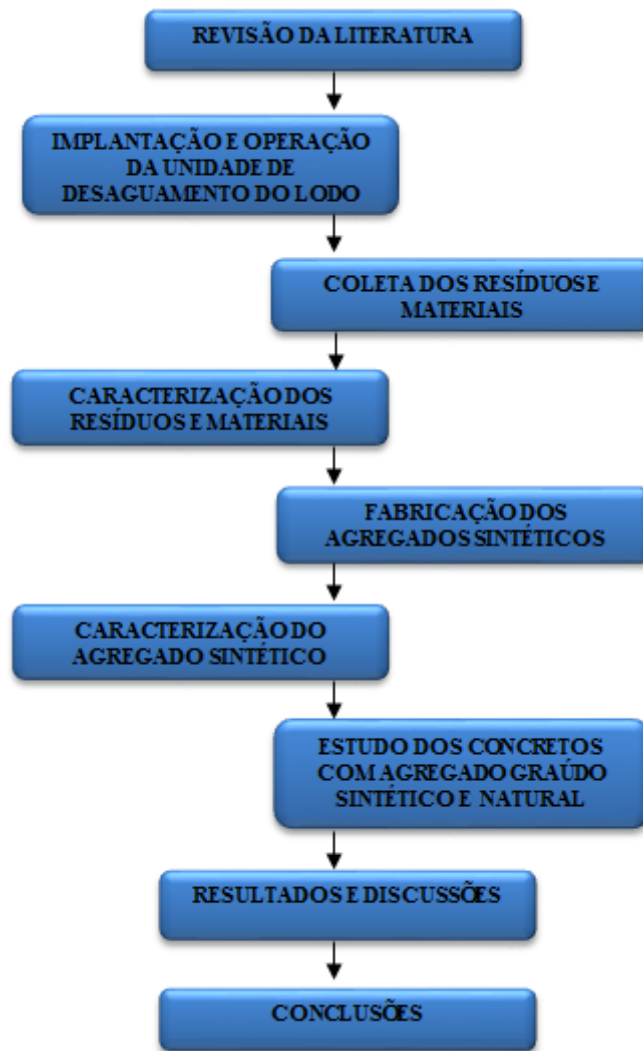 REVISÃO DA LITERATURA
IMPLANTAÇÃO E OPERAÇÃO
DA UNIDADE DE
DESAGUAMENTO DO LODO
COLETA DOS RESÍDUOS E
MATERIAIS
CARACTERIZAÇÃO DOS
RESÍDUOS E MATERIAIS
FABRICAÇÃO DOS
AGREGADOS SINTÉTICOS
CARACTERIZAÇÃO DO
AGREGADO SINTÉTICO
ESTUDO DOS CONCRETOS
COM AGREGADO GRAÚDO
SINTÉTICO E NATURAL
RESULTADOS E DISCUSSÕES
CONCLUSÕES